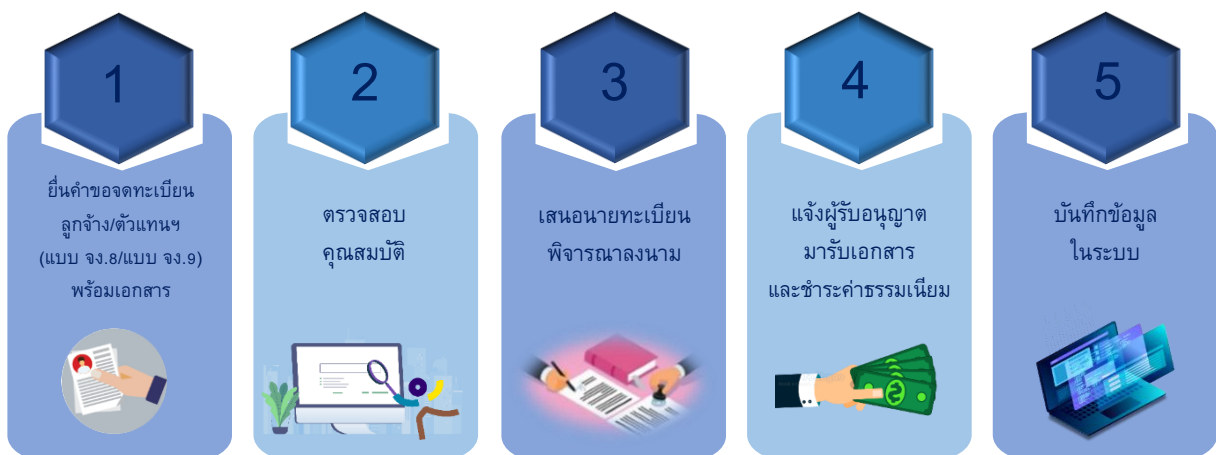 1
ยื่นคำขอจดทะเบียน
ลูกจ้าง/ตัวแทนฯ
(แบบ จง.8/แบบ จง.9)
พร้อมเอกสาร
2
ตรวจสอบ
คุณสมบัติ
3
เสนอนายทะเบียน
พิจารณาลงนาม
4
แจ้งผู้รับอนุญาต
มารับเอกสาร
และชำระค่าธรรมเนียม
5
บันทึกข้อมูล
ในระบบ